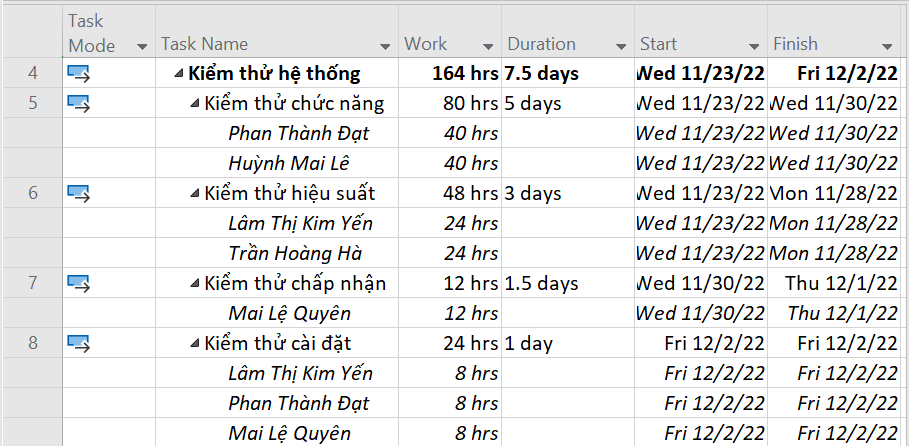 Task Mode Task Name Work Duration Start Finish
4 Kiểm thử hệ thống 164 hrs 7.5 days Wed 11/23/22 Fri 12/2/22
5 Kiểm thử chức năng 80 hrs 5 days Wed 11/23/22 Wed 11/30/22
Phan Thành Đạt 40 hrs Wed 11/23/22 Wed 11/30/22
Huỳnh Mai Lê 40 hrs Wed 11/23/22 Wed 11/30/22
6 Kiểm thử hiệu suất 48 hrs 3 days Wed 11/23/22 Mon 11/28/22
Lâm Thị Kim Yến 24 hrs Wed 11/23/22 Mon 11/28/22
Trần Hoàng Hà 24 hrs Wed 11/23/22 Mon 11/28/22
7 Kiểm thử chấp nhận 12 hrs 1.5 days Wed 11/30/22 Thu 12/1/22
Mai Lệ Quyên 12 hrs Wed 11/30/22 Thu 12/1/22
8 Kiểm thử cài đặt 24 hrs 1 day Fri 12/2/22 Fri 12/2/22
Lâm Thị Kim Yến 8 hrs Fri 12/2/22 Fri 12/2/22
Phan Thành Đạt 8 hrs Fri 12/2/22 Fri 12/2/22
Mai Lệ Quyên 8 hrs Fri 12/2/22 Fri 12/2/22